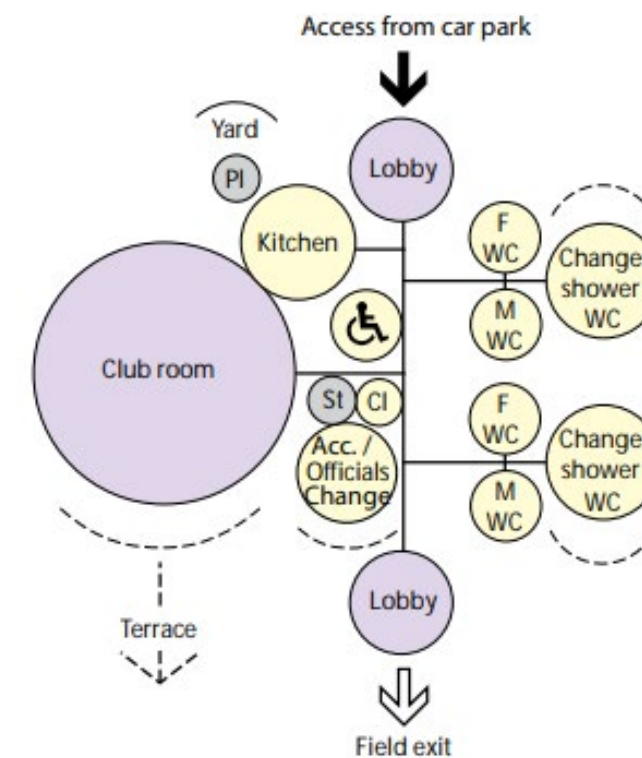 Access from car park
Yard
Pl
Lobby
Kitchen
F
WC
M
WC
Change
shower
WC
Club room
St
Cl
Acc. /
Officials
Change
F
WC
M
WC
Change
shower
WC
Lobby
Terrace
Field exit